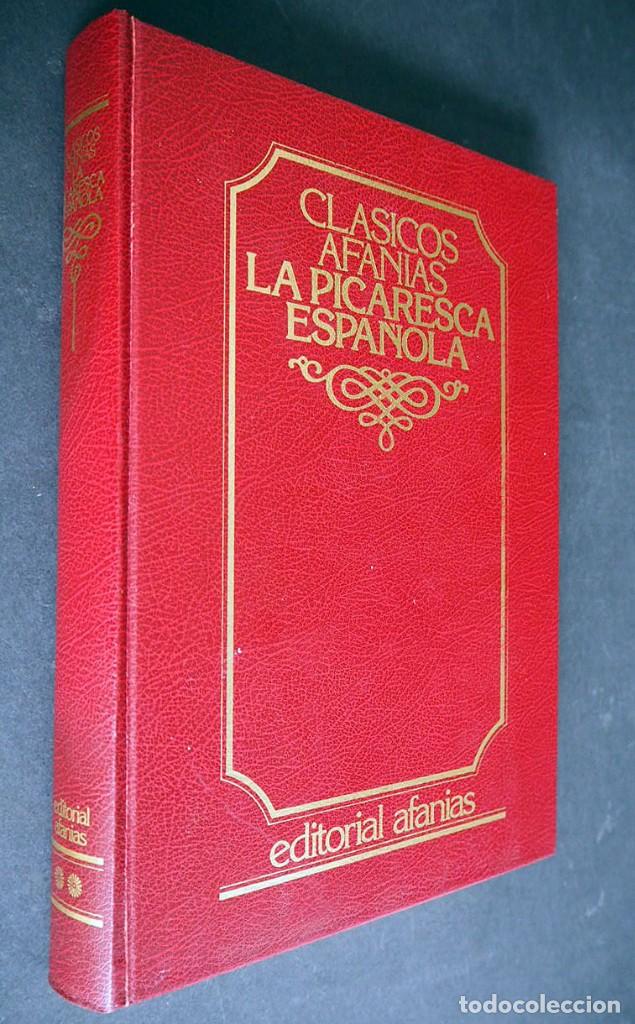 CLASICOS
AFANIAS
LA PICARESCA
ESPAÑOLA
editorial afanias
CLASICOS
AFANIAS
LA
PICARESCA
ESPAÑOLA
editorial
afanias
todocoleccion